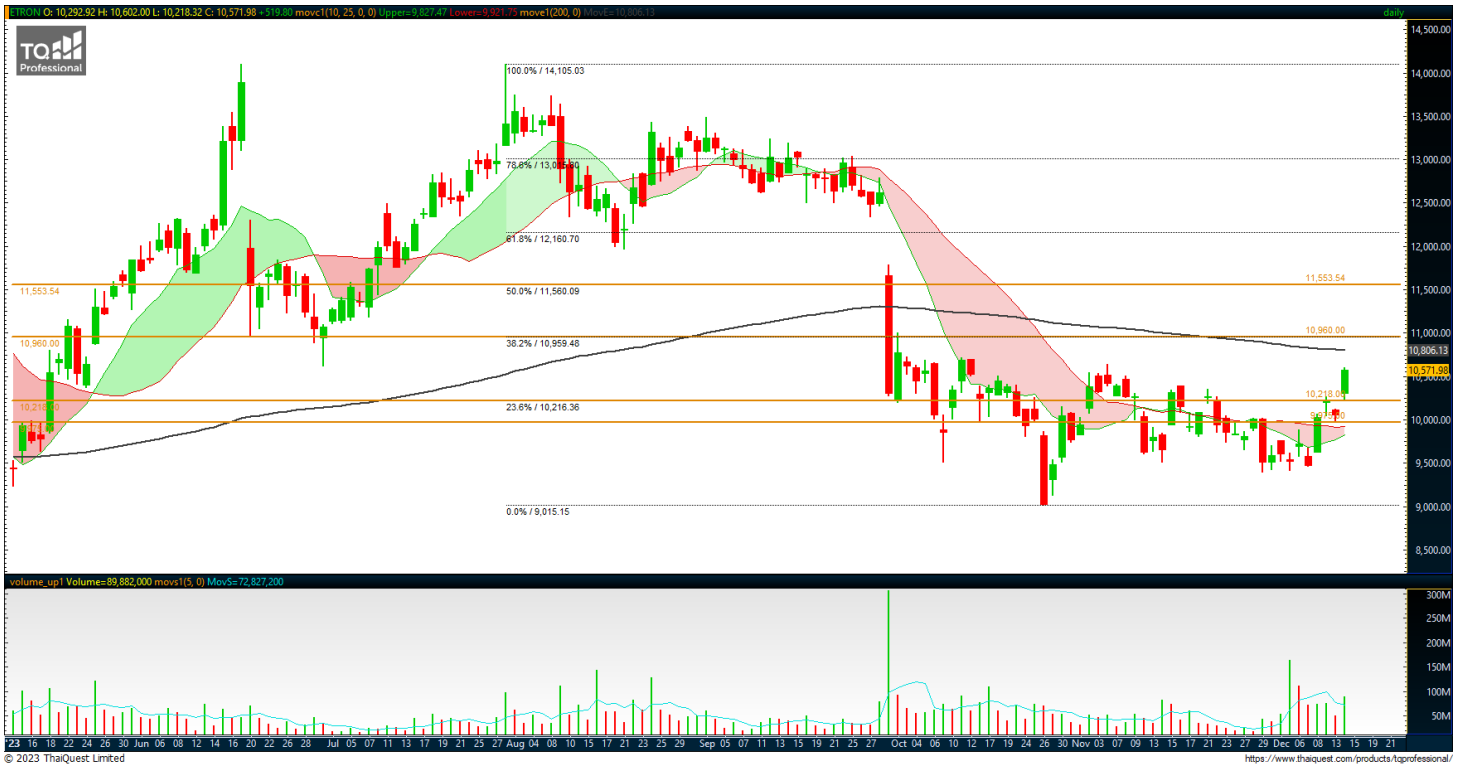 ETRON O: 10,292.92 H: 10,602.00 L: 10,218.32 C: 10,571.98 +519.80 movc1(10, 25, 0, 0) Upper=9,827.47 Lower=9,921.75 move1(200, 0) MovE=10,806.13 daily
TQ
Professional
14,500.00
100.0% / 14,105.03
14,000.00
13,500.00
13,000.00
12,500.00
61.8% / 12,160.70
12,000.00
11,553.54
11,553.54
50.0% / 11,560.09
11,500.00
10,960.00
11,000.00
10,960.00
38.2% / 10,959.48
10,806.13
10,571.98
23.6% / 10,216.36
10,000.00
9,500.00
0.0% / 9,015.15
9,000.00
8,500.00
volume_up1 Volume=89,882,000 movs1(5, 0) MovS=72,827,200
300M
250M
200M
150M
100M
50M
'23 16 18 22 24 26 30 Jun 06 08 12 14 16 20 22 26 28 Jul 05 07 11 13 17 19 21 25 27 Aug 04 08 10 15 17 21 23 25 29 Sep 05 07 11 13 15 19 21 25 27 Oct 04 06 10 12 17 19 24 26 30 Nov 03 07 09 13 15 17 21 23 27 29 Dec 06 08 13 15 19 21
© 2023 ThaiQuest Limited https://www.thaiquest.com/products/tqprofessional/